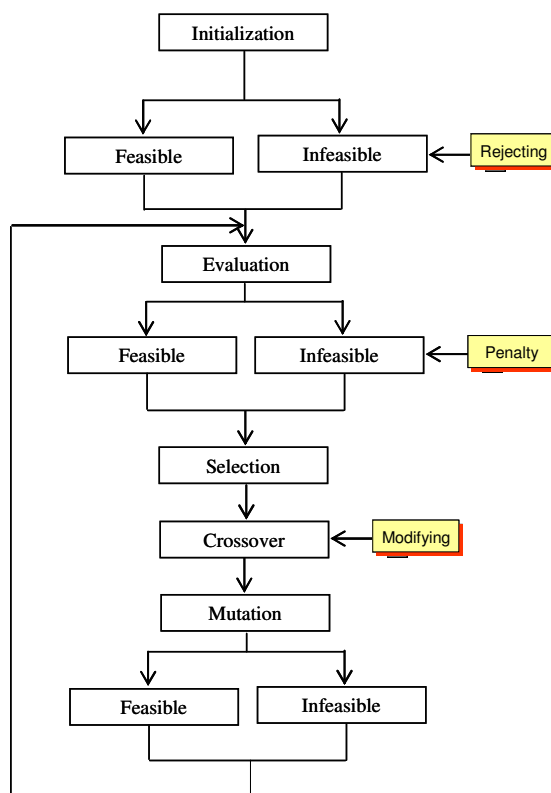 Initialization
Feasible
Infeasible
Rejecting
Evaluation
Feasible
Infeasible
Penalty
Selection
Crossover
Modifying
Mutation
Feasible
Infeasible